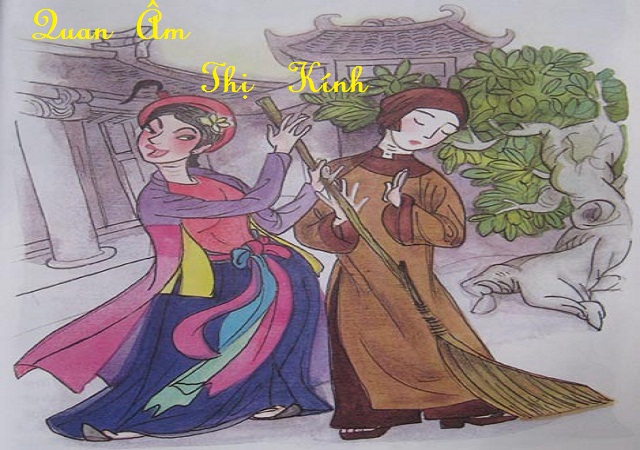 Quan Âm
Thị Kính